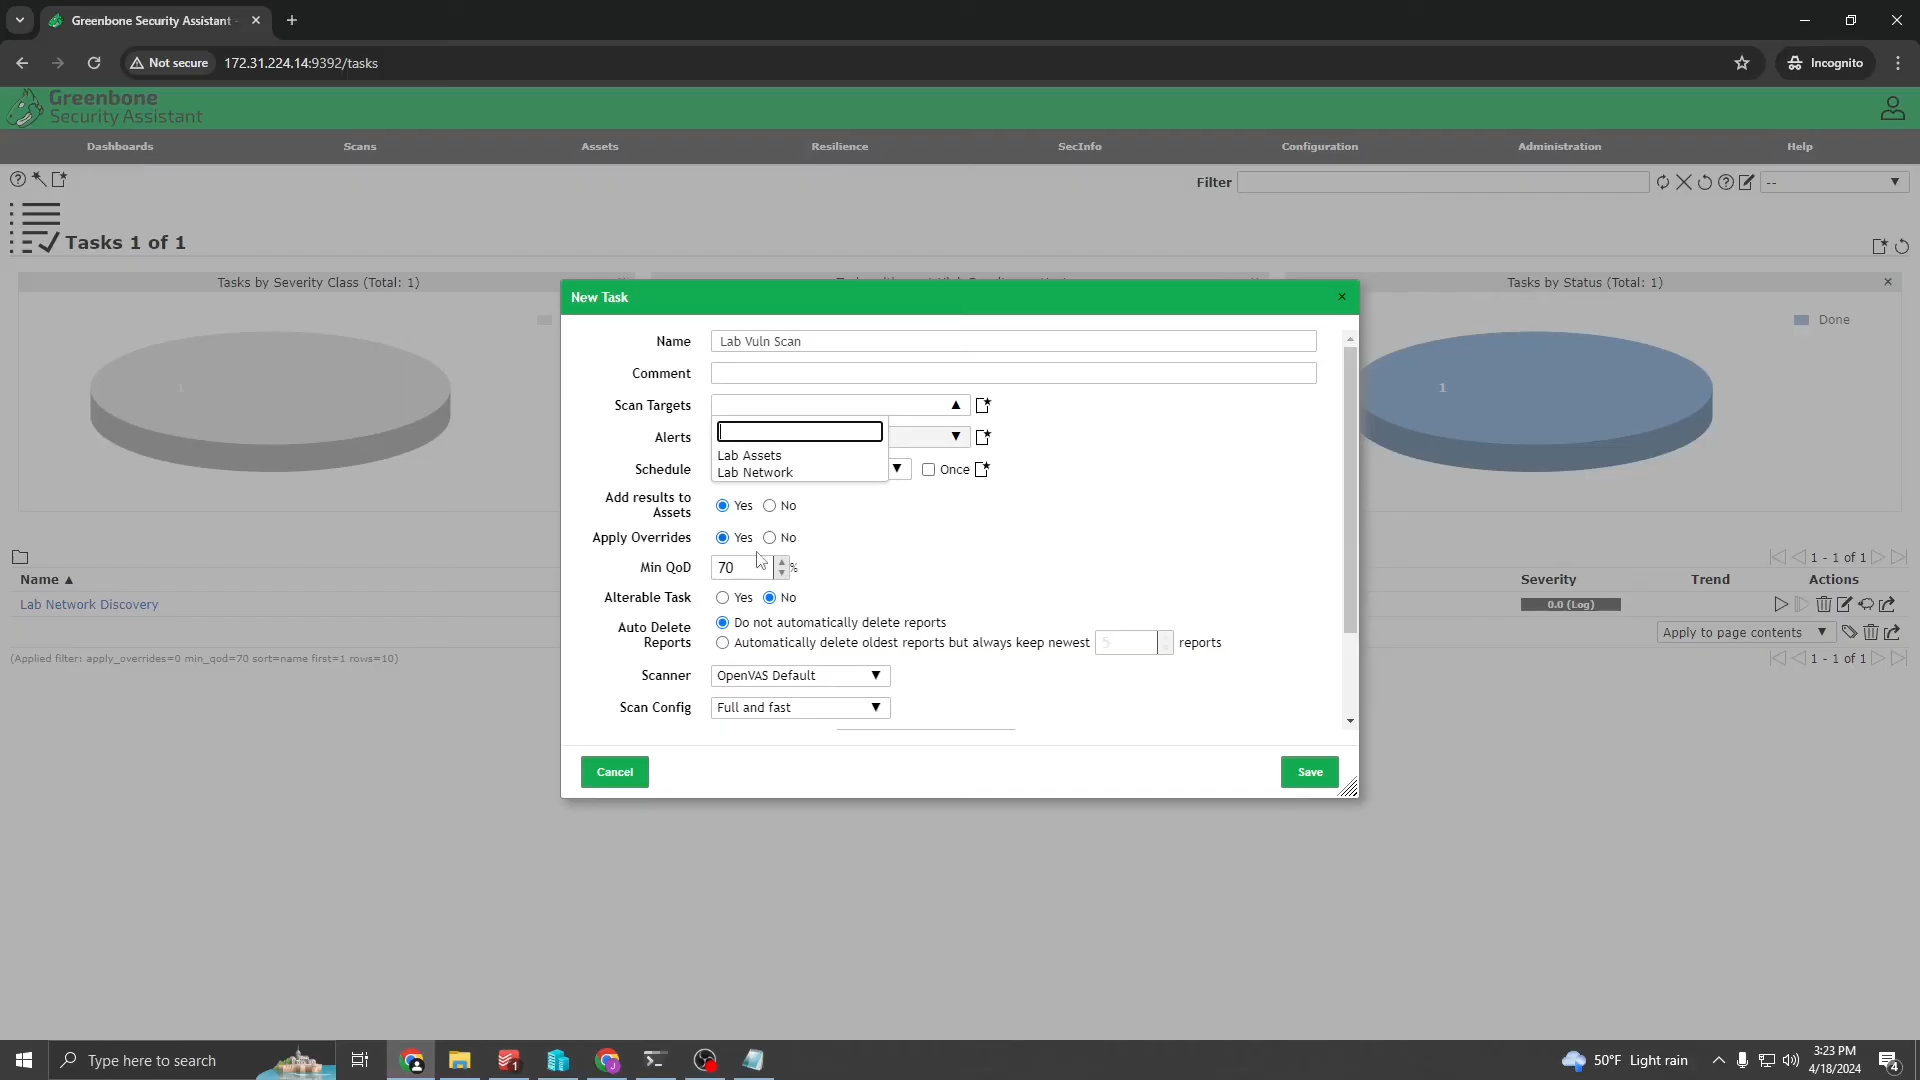 Greenbone Security Assistant
Not secure
172.31.224.14:9392/tasks
Incognito
Greenbone
Security Assistant
Dashboards
Scans
Assets
Resilience
SecInfo
Configuration
Administration
Help
Filter
--
Tasks 1 of 1
Tasks by Severity Class (Total: 1)
Tasks by Status (Total: 1)
1
1
Done
New Task
Name
Lab Vuln Scan
Comment
Scan Targets
Alerts
Lab Assets
Lab Network
Schedule
Once
Add results to
Assets
Yes
No
Apply Overrides
Yes
No
Min QoD
70
%
Alterable Task
Yes
No
Auto Delete
Reports
Do not automatically delete reports
Automatically delete oldest reports but always keep newest
5
reports
Scanner
OpenVAS Default
Scan Config
Full and fast
Cancel
Save
1 - 1 of 1
Name
Severity
Trend
Actions
Lab Network Discovery
0.0 (Log)
Apply to page contents
(Applied filter: apply_overrides=0 min_qod=70 sort=name first=1 rows=10)
1 - 1 of 1
Type here to search
1
50°F Light rain
3:23 PM
4/18/2024
4